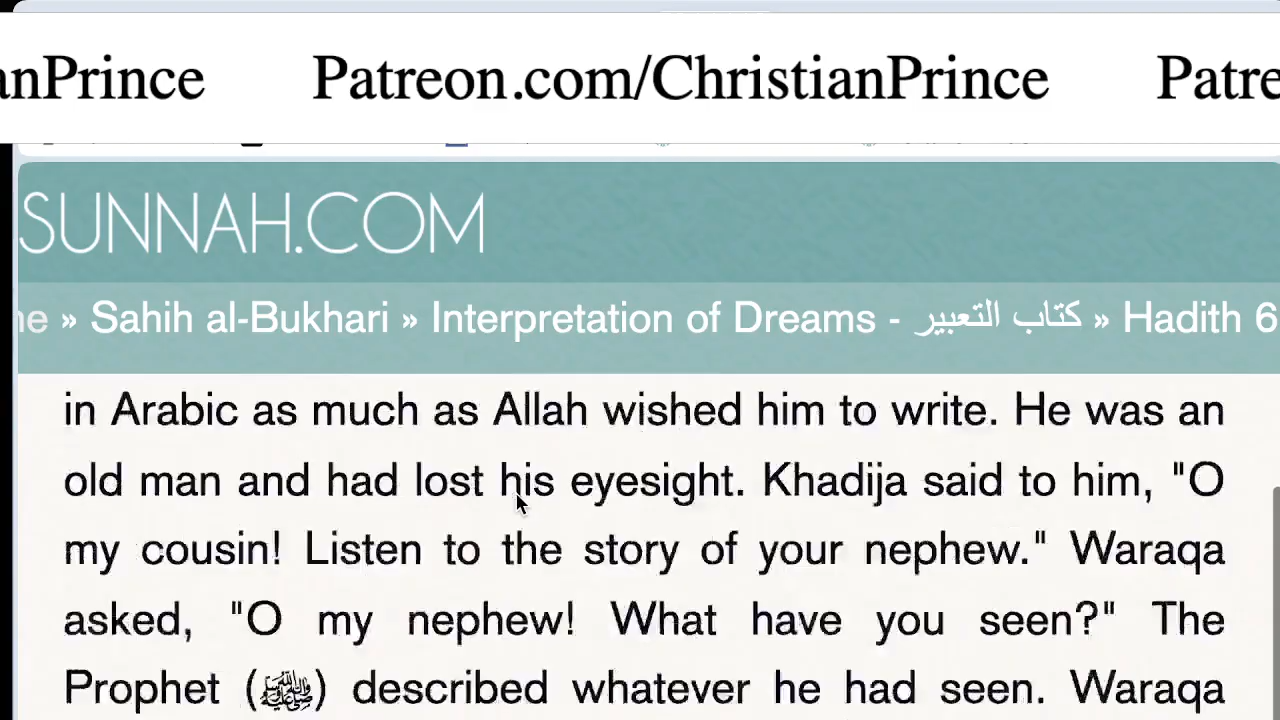 anPrince Patreon.com/ChristianPrince Patre
SUNNAH.COM
ne » Sahih al-Bukhari » Interpretation of Dreams - كتاب التعبير » Hadith 6
in Arabic as much as Allah wished him to write. He was an
old man and had lost his eyesight. Khadija said to him, "O
my cousin! Listen to the story of your nephew." Waraqa
asked, "O my nephew! What have you seen?" The
Prophet (ﷺ) described whatever he had seen. Waraqa